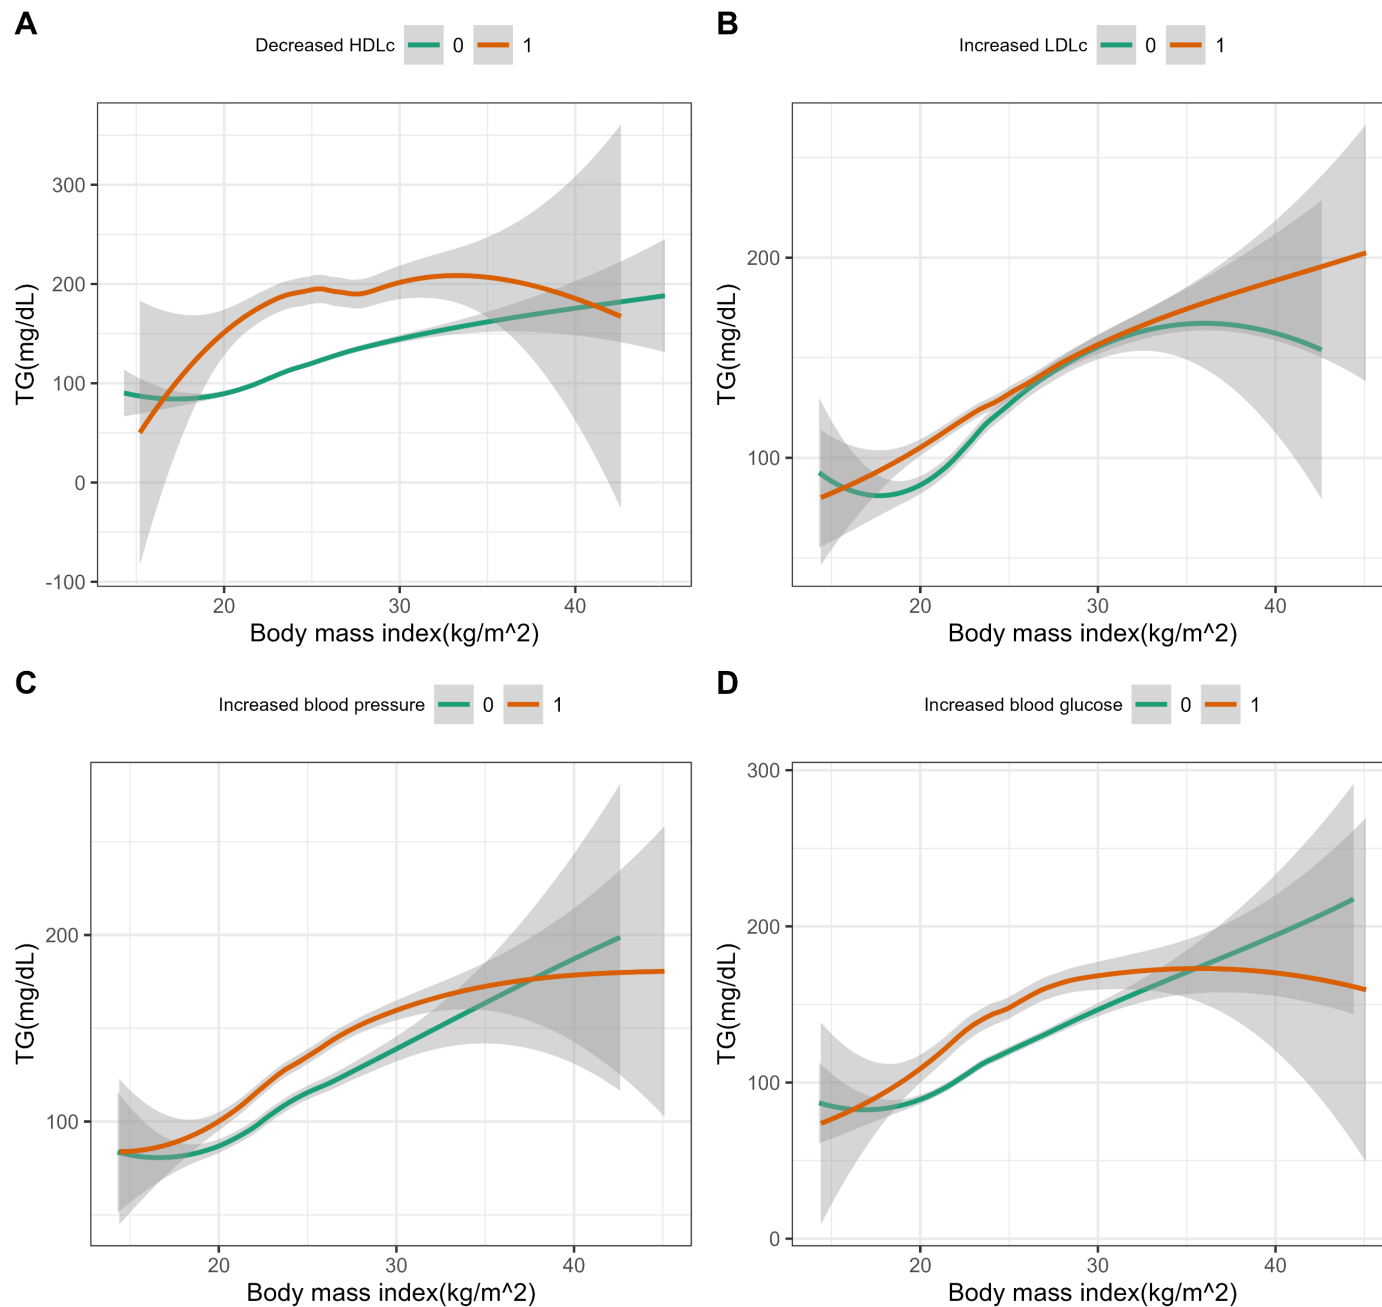 A
Decreased HDLc 0 1
300
200
100
0
-100
TG(mg/dL)
20 30 40
Body mass index(kg/m^2)
B
Increased LDLc 0 1
200
100
TG(mg/dL)
20 30 40
Body mass index(kg/m^2)
C
Increased blood pressure 0 1
200
100
TG(mg/dL)
20 30 40
Body mass index(kg/m^2)
D
Increased blood glucose 0 1
300
200
100
0
TG(mg/dL)
20 30 40
Body mass index(kg/m^2)